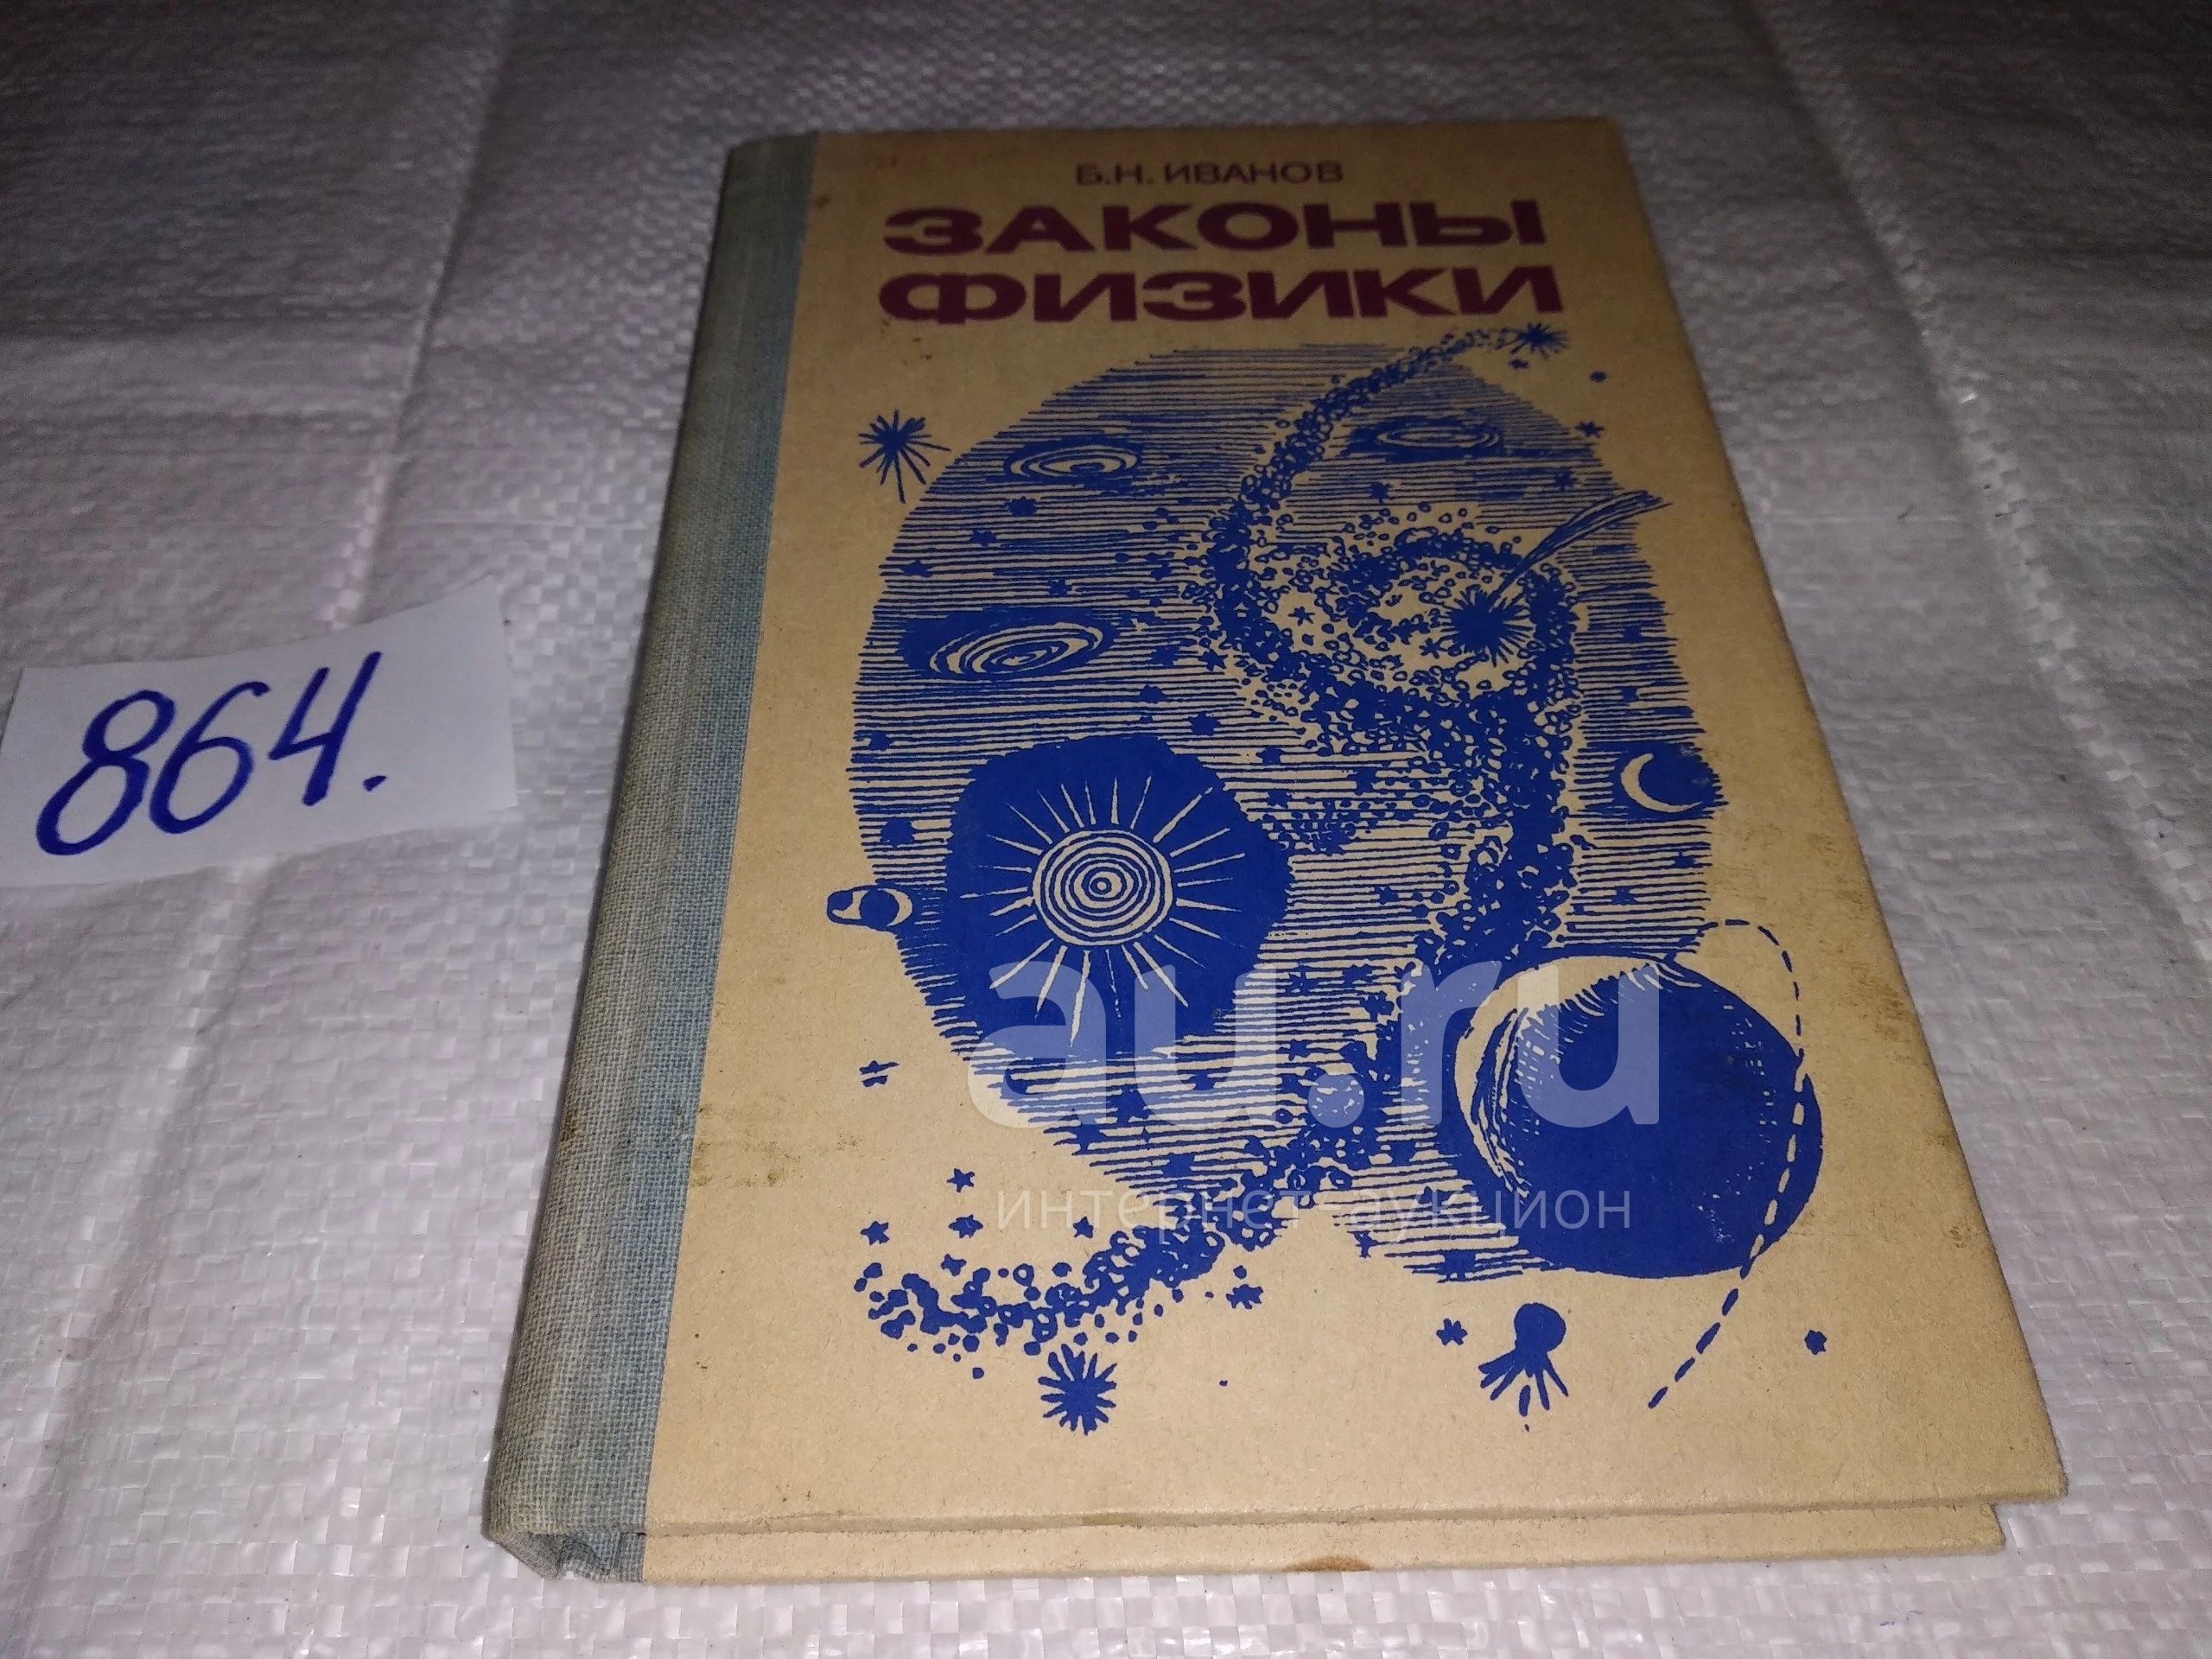 Б.Н. ИВАНОВ
ЗАКОНЫ
ФИЗИКИ
864.
au.ru
интернет-аукцион